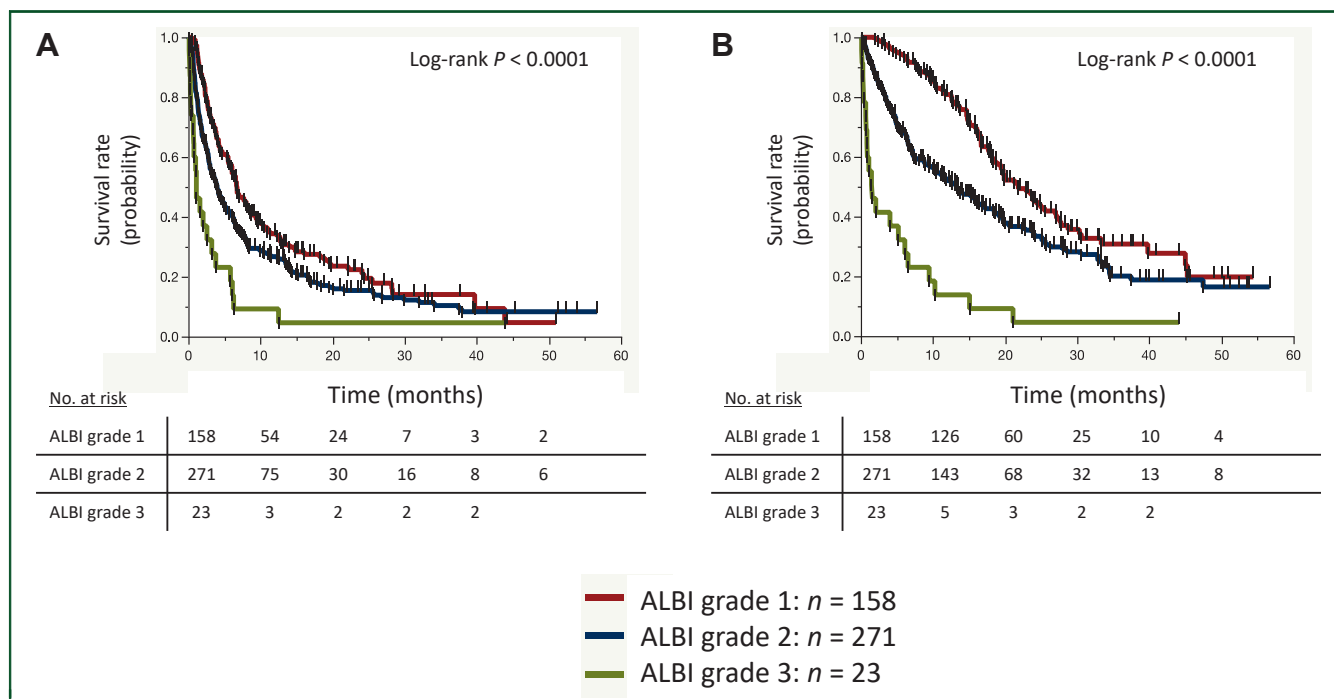 A
Log-rank P < 0.0001
Survival rate
(probability)
1.0
0.8
0.6
0.4
0.2
0.0
0 10 20 30 40 50 60
Time (months)
No. at risk
ALBI grade 1 158 54 24 7 3 2
ALBI grade 2 271 75 30 16 8 6
ALBI grade 3 23 3 2 2 2
B
Log-rank P < 0.0001
Survival rate
(probability)
1.0
0.8
0.6
0.4
0.2
0.0
0 10 20 30 40 50 60
Time (months)
No. at risk
ALBI grade 1 158 126 60 25 10 4
ALBI grade 2 271 143 68 32 13 8
ALBI grade 3 23 5 3 2 2
ALBI grade 1: n = 158
ALBI grade 2: n = 271
ALBI grade 3: n = 23